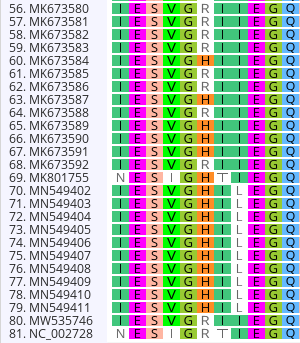 56. MK673580 I E S V G R I I E G Q
57. MK673581 I E S V G R I I E G Q
58. MK673582 I E S V G R I I E G Q
59. MK673583 I E S V G R I I E G Q
60. MK673584 I E S V G H I I E G Q
61. MK673585 I E S V G R I I E G Q
62. MK673586 I E S V G R I I E G Q
63. MK673587 I E S V G H I I E G Q
64. MK673588 I E S V G R I I E G Q
65. MK673589 I E S V G H I I E G Q
66. MK673590 I E S V G H I I E G Q
67. MK673591 I E S V G H I I E G Q
68. MK673592 I E S V G R I I E G Q
69. MK801755 N E S I G H T I E G Q
70. MN549402 I E S V G H I L E G Q
71. MN549403 I E S V G H I L E G Q
72. MN549404 I E S V G H I L E G Q
73. MN549405 I E S V G H I L E G Q
74. MN549406 I E S V G H I L E G Q
75. MN549407 I E S V G H I L E G Q
76. MN549408 I E S V G H I L E G Q
77. MN549409 I E S V G H I L E G Q
78. MN549410 I E S V G H I L E G Q
79. MN549411 I E S V G H I L E G Q
80. MW535746 I E S V G R I I E G Q
81. NC_002728 N E S I G R T I E G Q